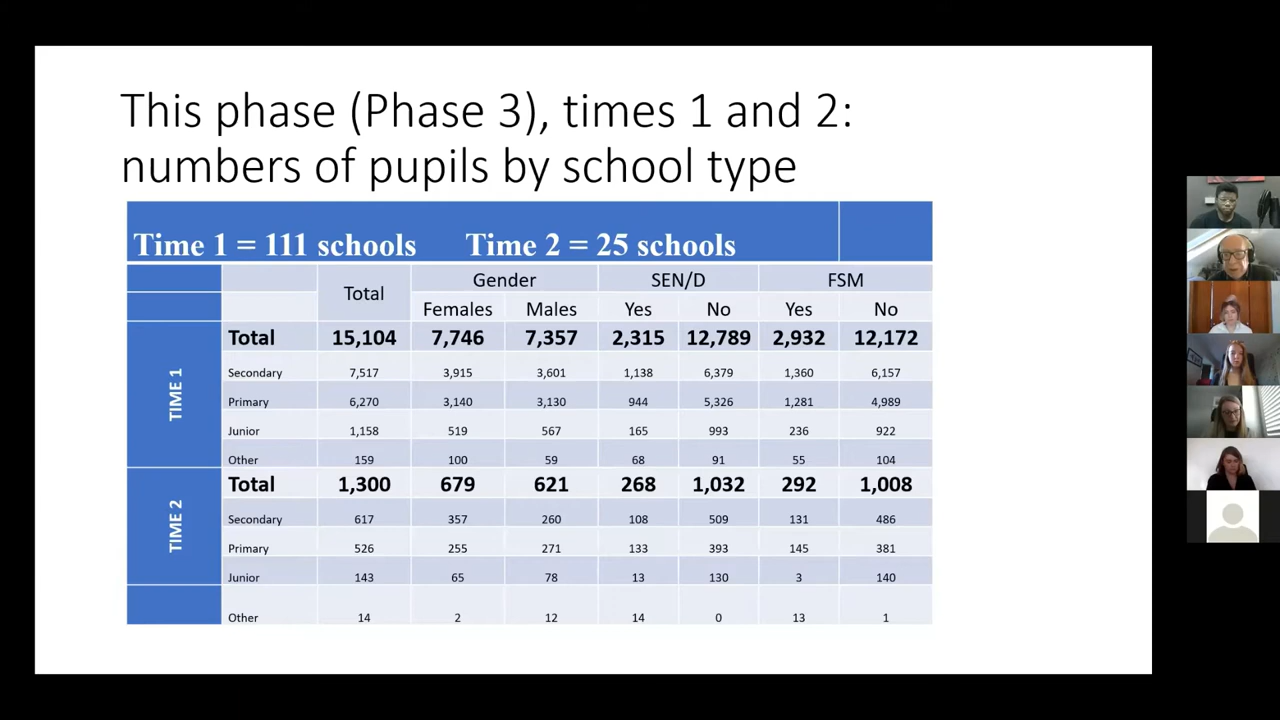 This phase (Phase 3), times 1 and 2:
numbers of pupils by school type
Time 1 = 111 schools Time 2 = 25 schools
Total Gender SEN/D FSM
Females Males Yes No Yes No
TIME 1
Total 15,104 7,746 7,357 2,315 12,789 2,932 12,172
Secondary 7,517 3,915 3,601 1,138 6,379 1,360 6,157
Primary 6,270 3,140 3,130 944 5,326 1,281 4,989
Junior 1,158 519 567 165 993 236 922
Other 159 100 59 68 91 55 104
TIME 2
Total 1,300 679 621 268 1,032 292 1,008
Secondary 617 357 260 108 509 131 486
Primary 526 255 271 133 393 145 381
Junior 143 65 78 13 130 3 140
Other 14 2 12 14 0 13 1